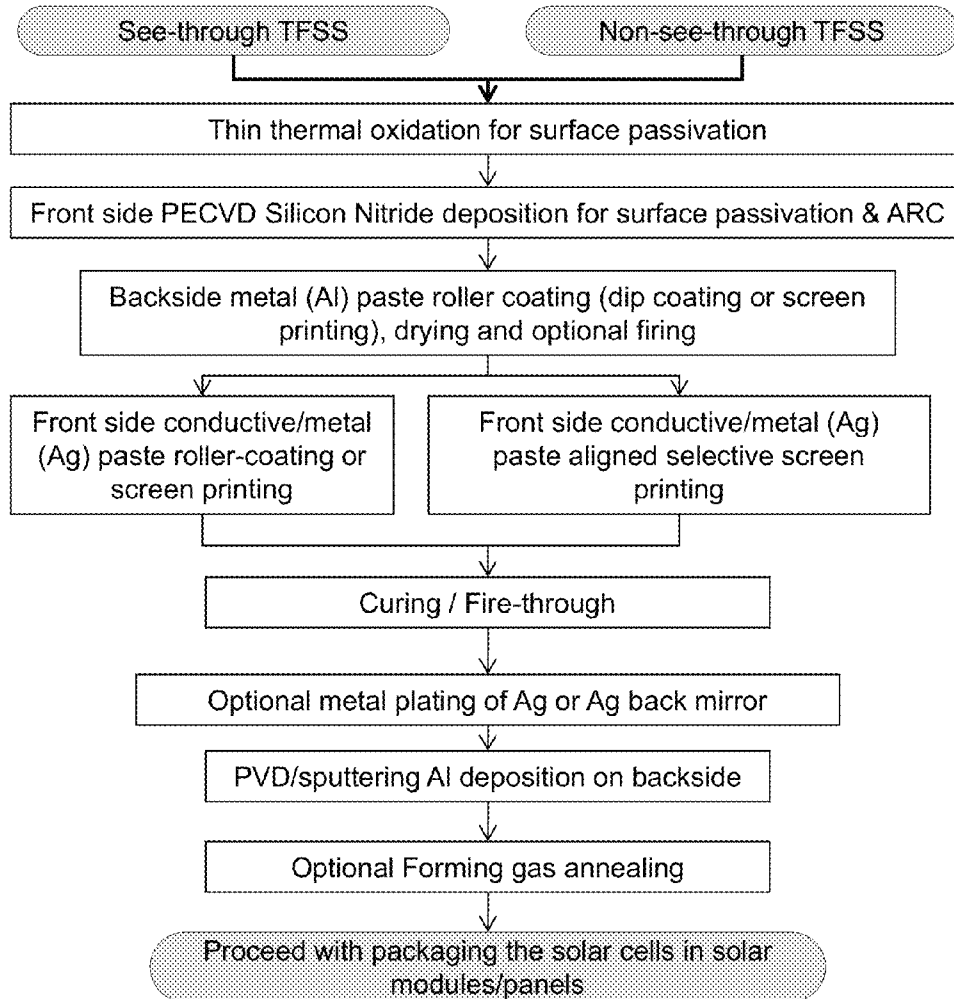 See-through TFSS
Non-see-through TFSS
Thin thermal oxidation for surface passivation
Front side PECVD Silicon Nitride deposition for surface passivation & ARC
Backside metal (Al) paste roller coating (dip coating or screen
printing), drying and optional firing
Front side conductive/metal
(Ag) paste roller-coating or
screen printing
Front side conductive/metal (Ag)
paste aligned selective screen
printing
Curing / Fire-through
Optional metal plating of Ag or Ag back mirror
PVD/sputtering Al deposition on backside
Optional Forming gas annealing
Proceed with packaging the solar cells in solar
modules/panels